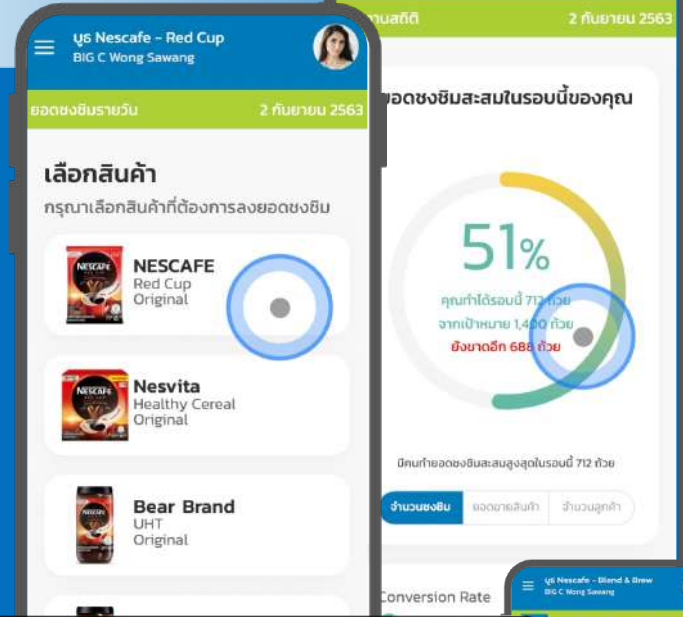 บูธ Nescafe - Red Cup
BIG C Wong Sawang
ยอดชงชิมรายวัน
2 กันยายน 2563
เลือกสินค้า
กรุณาเลือกสินค้าที่ต้องการลงยอดชงชิม
NESCAFE
Red Cup
Original
NESCAFE
Nesvita
Healthy Cereal
Original
NESCAFE
Bear Brand
UHT
Original
NESCAFE
านสถิติ
2 กันยายน 2563
ยอดชงชิมสะสมในรอบนี้ของคุณ
51%
คุณทำได้รอบนี้ 712 ถ้วย
จากเป้าหมาย 1,400 ถ้วย
ยังขาดอีก 688 ถ้วย
มีคนทำยอดชงชิมสะสมสูงสุดในรอบนี้ 712 ถ้วย
จำนวนชงชิม
ยอดขายสินค้า
จำนวนลูกค้า
Conversion Rate
บูธ Nescafe - Blend & Brew
BIG C Wong Sawang